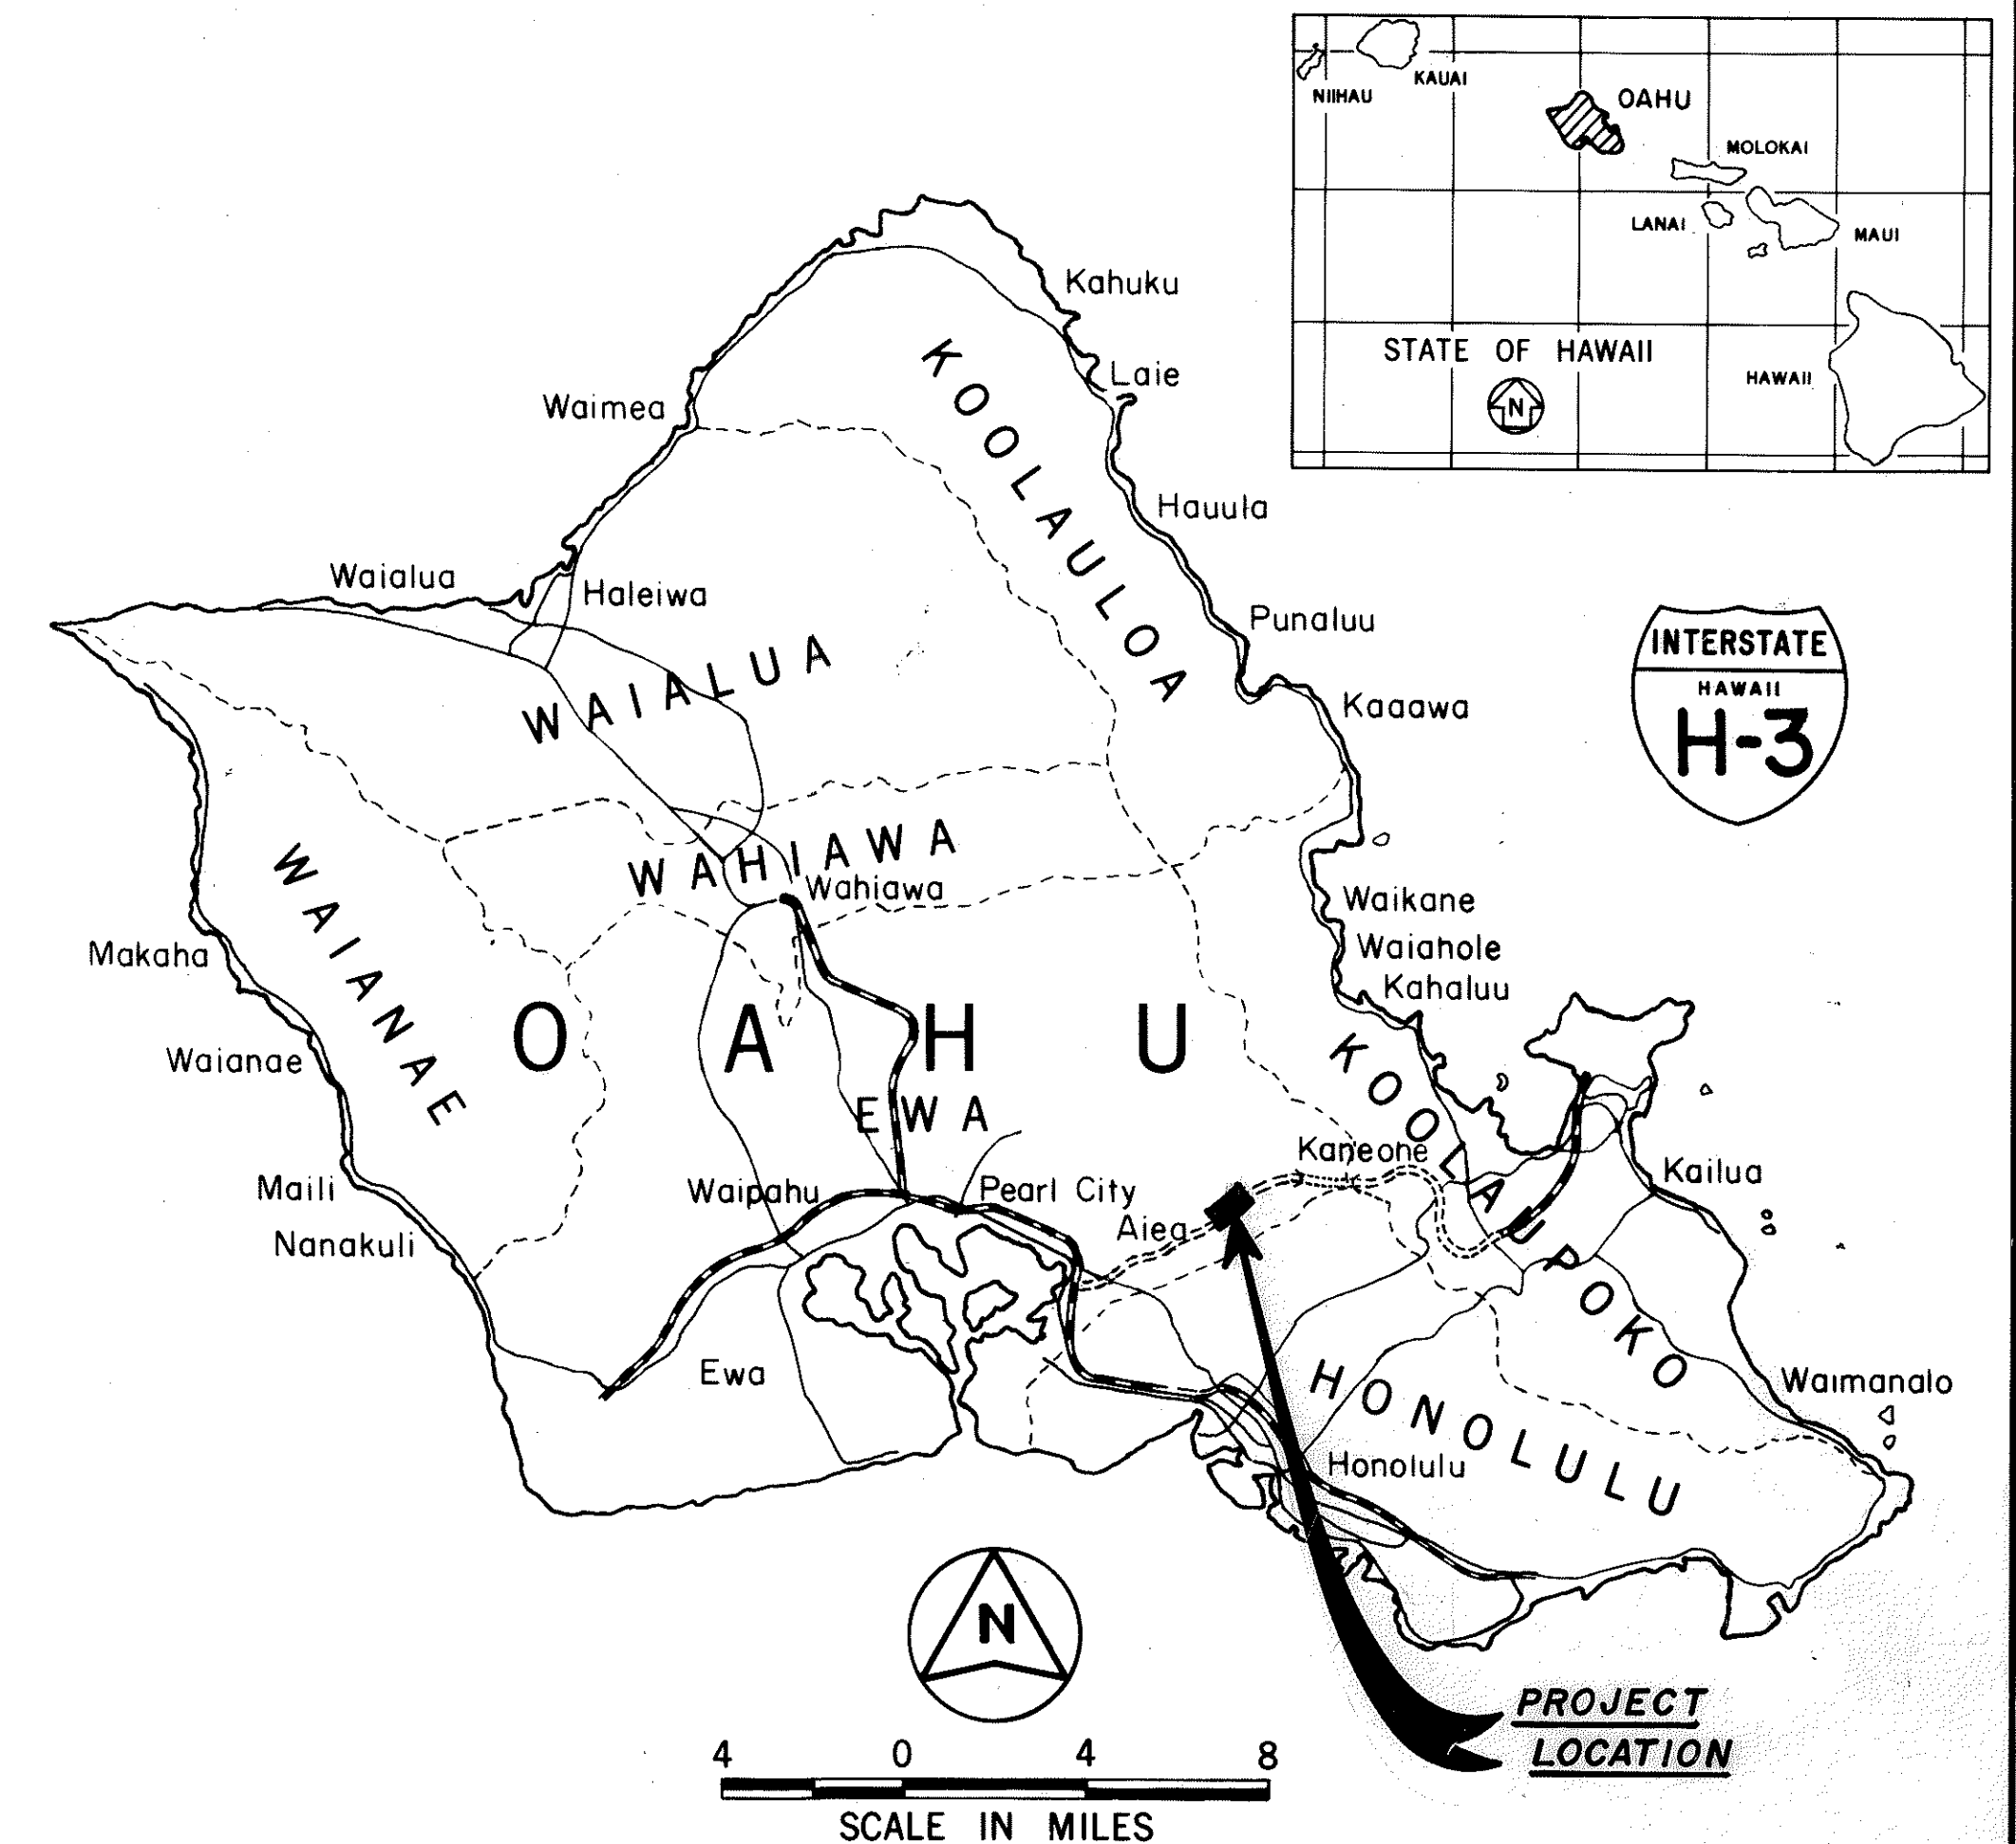 NIIHAU
KAUAI
OAHU
MOLOKAI
LANAI
MAUI
HAWAII
STATE OF HAWAII
N
Kahuku
Laie
Waimea
KOOLAULOA
Hauula
Waialua
Haleiwa
Punaluu
WAIALUA
Kaaawa
INTERSTATE
HAWAII
H-3
WAHIAWA
Wahiawa
WAIANAE
Waikane
Makaha
Waiahole
Kahaluu
OAHU
Waianae
KOOLAUPOKO
EWA
Kaneohe
Kailua
Maili
Waipahu
Pearl City
Aiea
Nanakuli
Ewa
HONOLULU
Waimanalo
Honolulu
N
PROJECT
LOCATION
4 0 4 8
SCALE IN MILES